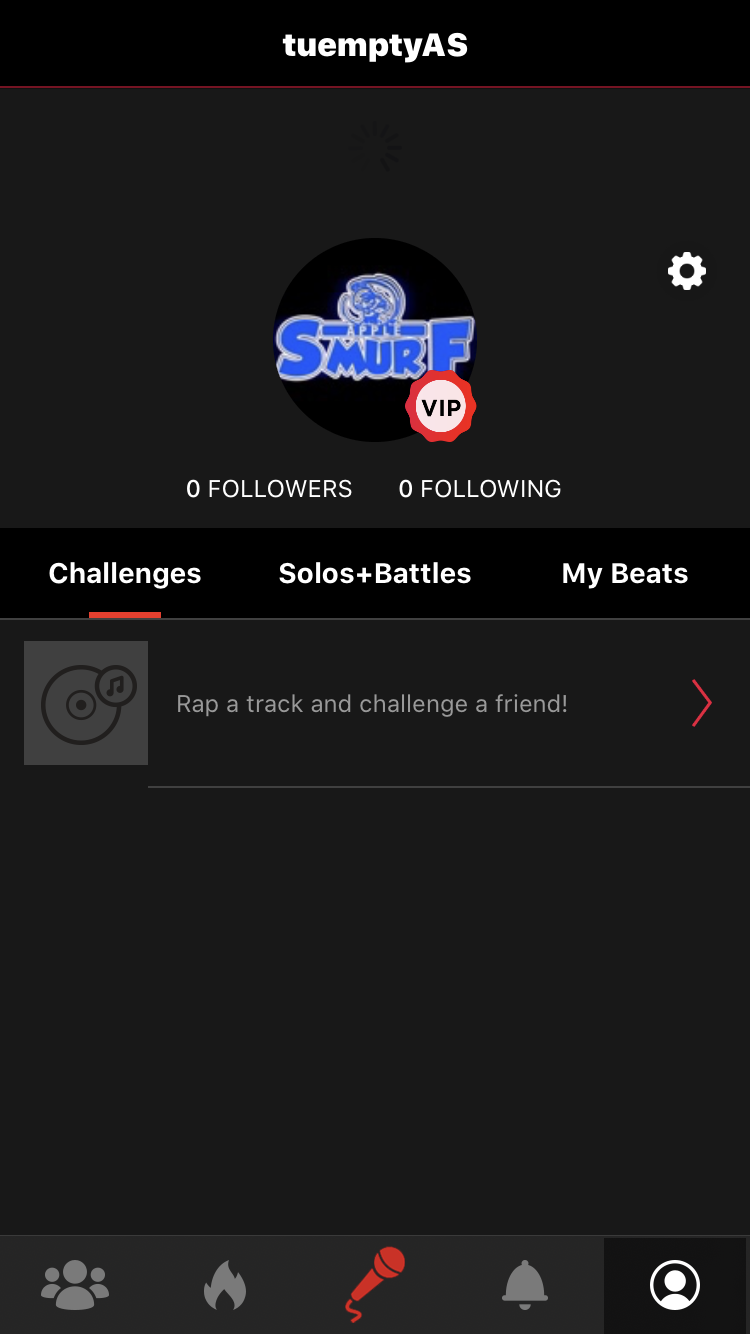 tuemptyAS
APPLE
SMURF
VIP
0 FOLLOWERS 0 FOLLOWING
Challenges Solos+Battles My Beats
Rap a track and challenge a friend!